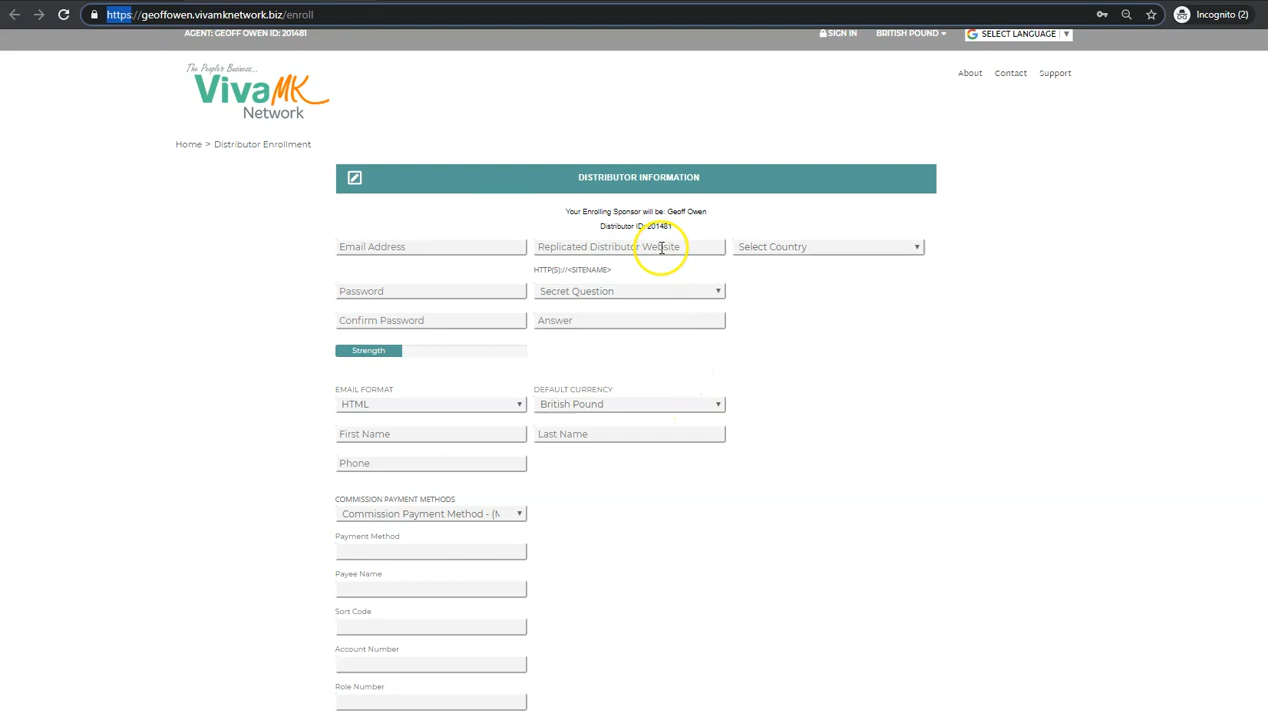 https://geoffowen.vivamknetwork.biz/enroll
Incognito (2)
AGENT: GEOFF OWEN ID: 201481
SIGN IN
BRITISH POUND
SELECT LANGUAGE
The People's Business...
VivaMK
Network
About
Contact
Support
Home > Distributor Enrollment
DISTRIBUTOR INFORMATION
Your Enrolling Sponsor will be: Geoff Owen
Distributor ID: 201481
Email Address
Replicated Distributor Website
Select Country
HTTP(S)://<SITENAME>
Password
Secret Question
Confirm Password
Answer
Strength
EMAIL FORMAT
DEFAULT CURRENCY
HTML
British Pound
First Name
Last Name
Phone
COMMISSION PAYMENT METHODS
Commission Payment Method - (M
Payment Method
Payee Name
Sort Code
Account Number
Role Number